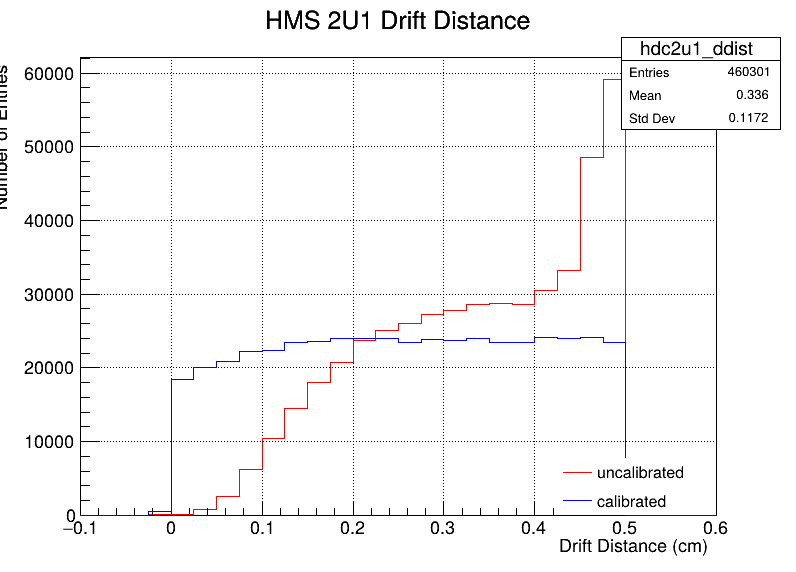 HMS 2U1 Drift Distance
hdc2u1_ddist
Entries 460301
Mean 0.336
Std Dev 0.1172
Number of Entries
60000
50000
40000
30000
20000
10000
0
−0.1 0 0.1 0.2 0.3 0.4 0.5 0.6
Drift Distance (cm)
uncalibrated
calibrated